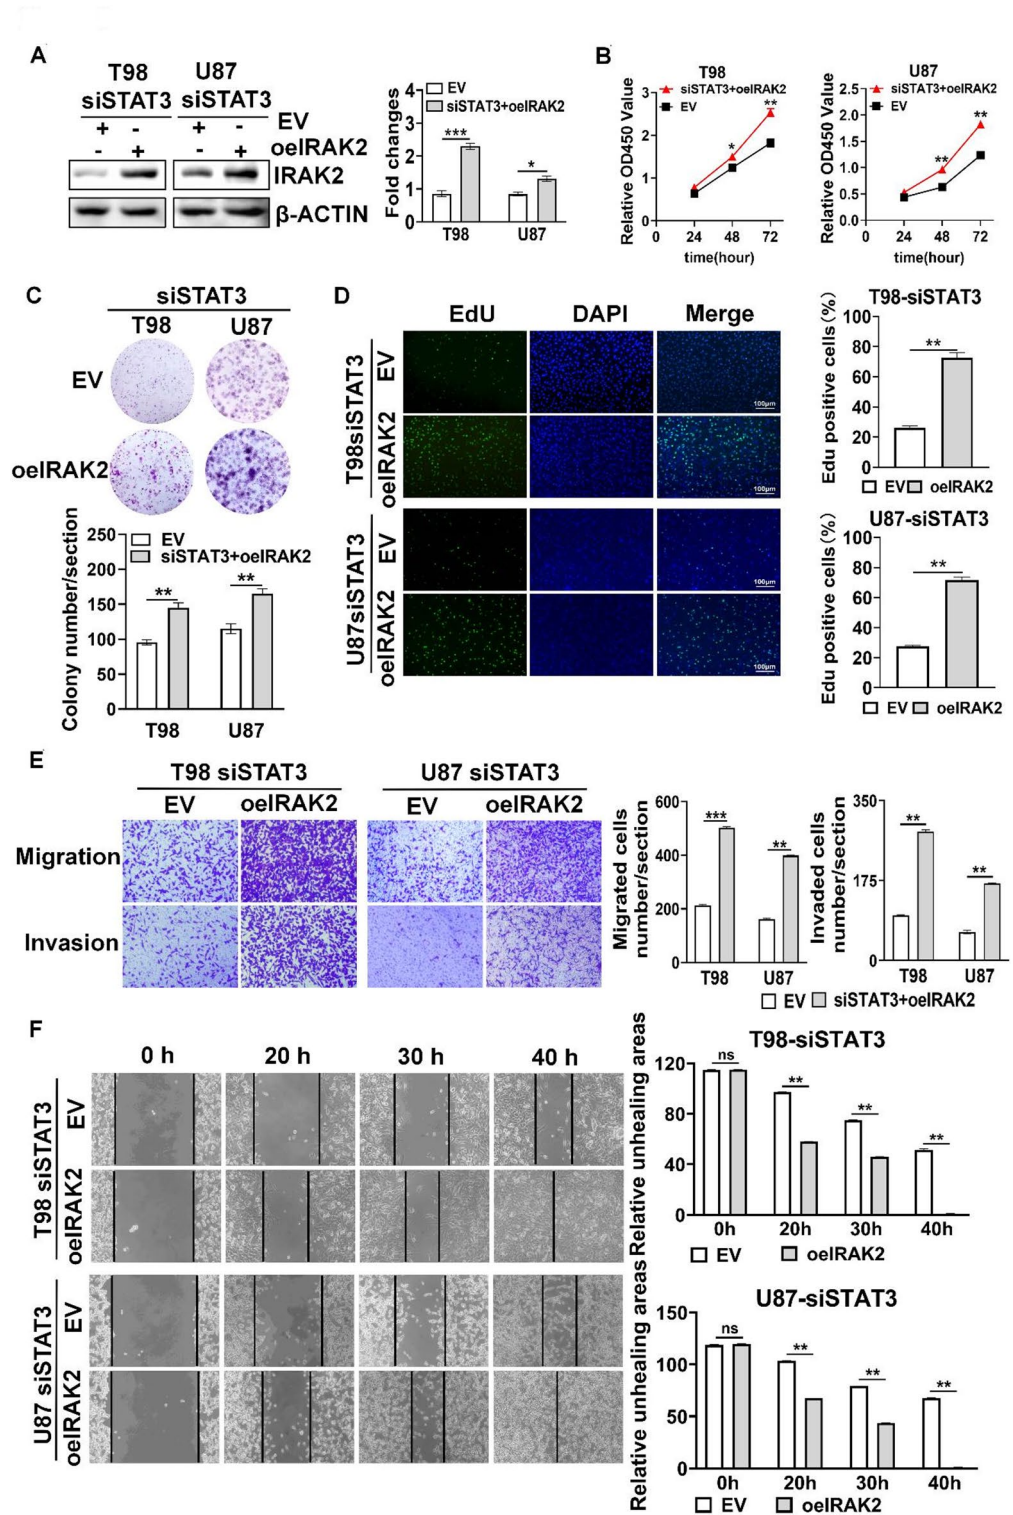 A
T98 U87
siSTAT3 siSTAT3
+ - + - EV
- + - + oeIRAK2
IRAK2
β-ACTIN
EV
siSTAT3+oeIRAK2
Fold changes
4
3
2
1
0
***
*
T98 U87
B
T98
siSTAT3+oeIRAK2
EV
Relative OD450 Value
3
2
1
0
*
**
0 24 48 72
time(hour)
U87
siSTAT3+oeIRAK2
EV
Relative OD450 Value
2.5
2.0
1.5
1.0
0.5
0.0
**
**
0 24 48 72
time(hour)
C
siSTAT3
T98 U87
EV
oeIRAK2
EV
siSTAT3+oeIRAK2
Colony number/section
250
200
150
100
50
0
**
**
T98 U87
D
EdU DAPI Merge
T98siSTAT3
EV
oeIRAK2
100μm
100μm
U87siSTAT3
EV
oeIRAK2
100μm
100μm
T98-siSTAT3
Edu positive cells(%)
100
80
60
40
20
0
**
EV oeIRAK2
U87-siSTAT3
Edu positive cells(%)
100
80
60
40
20
0
**
EV oeIRAK2
E
T98 siSTAT3 U87 siSTAT3
EV oeIRAK2 EV oeIRAK2
Migration
Invasion
Migrated cells
number/section
600
400
200
0
***
**
T98 U87
Invaded cells
number/section
350
175
0
**
**
T98 U87
EV siSTAT3+oeIRAK2
F
0 h 20 h 30 h 40 h
T98 siSTAT3
EV
oeIRAK2
U87 siSTAT3
EV
oeIRAK2
T98-siSTAT3
Relative unhealing areas
120
80
40
0
ns
**
**
**
0h 20h 30h 40h
EV oeIRAK2
U87-siSTAT3
Relative unhealing areas
150
100
50
0
ns
**
**
**
0h 20h 30h 40h
EV oeIRAK2